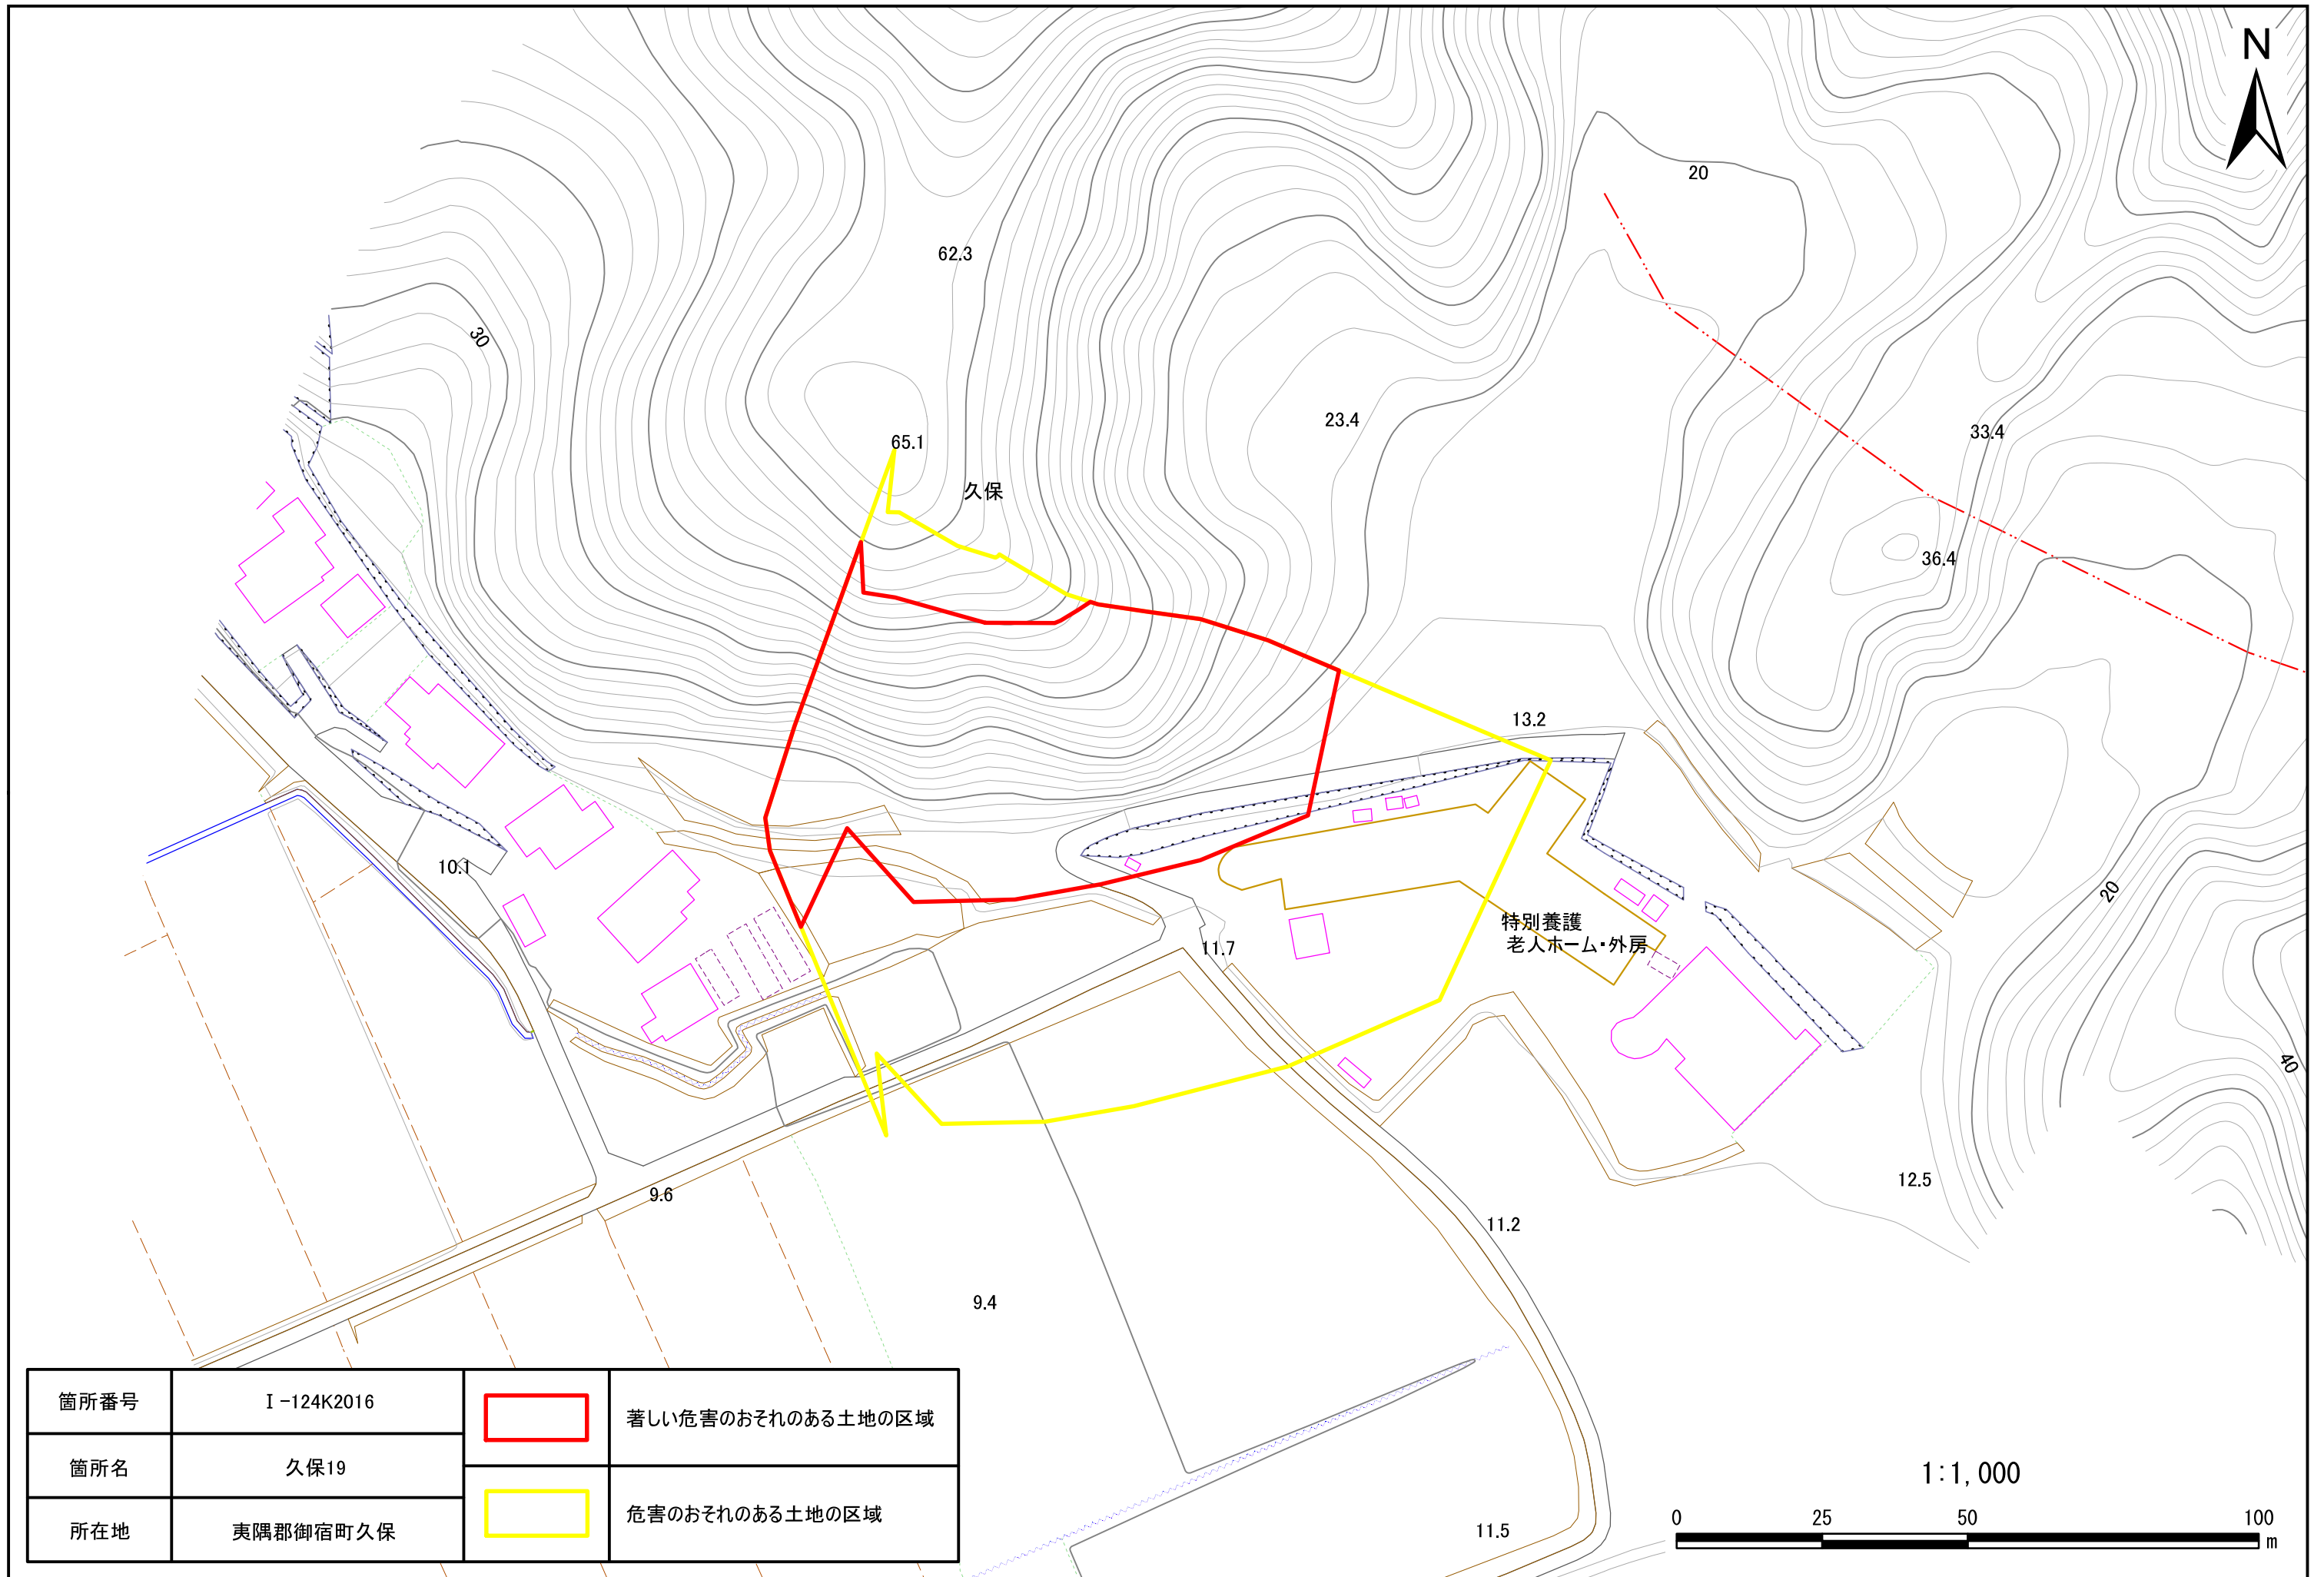 N
20
62.3
30
23.4
65.1
33.4
久保
36.4
13.2
10.1
20
特別養護
老人ホーム・外房
11.7
40
12.5
9.6
11.2
9.4
11.5
箇所番号
Ⅰ-124K2016
著しい危害のおそれのある土地の区域
箇所名
久保19
危害のおそれのある土地の区域
所在地
夷隅郡御宿町久保
1:1,000
0 25 50 100
m